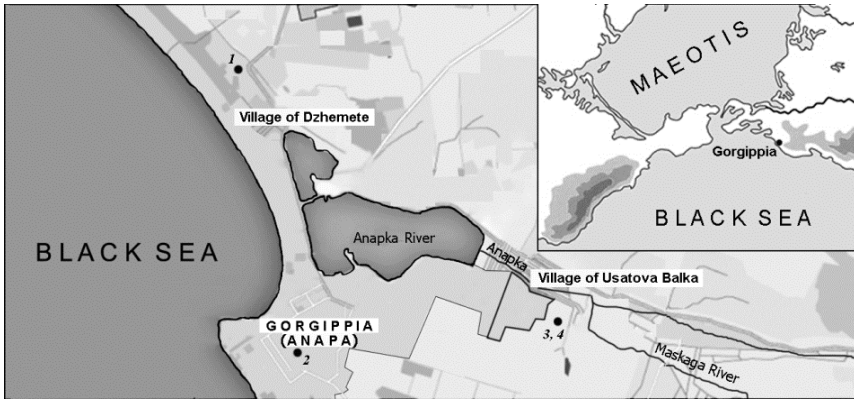 1
Village of Dzhemete
BLACK SEA
Anapka River
Anapka
Village of Usatova Balka
GORGIPPIA
(ANAPA)
2
3, 4
Maskaga River
MAEOTIS
Gorgippia
BLACK SEA